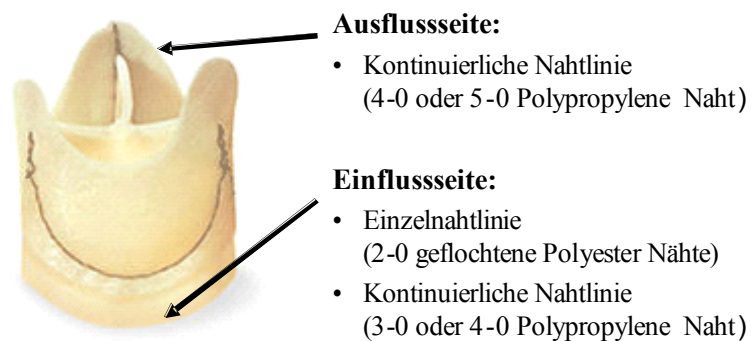 Ausflussseite:
• Kontinuierliche Nahtlinie
(4-0 oder 5-0 Polypropylene Naht)
Einflussseite:
• Einzelnahtlinie
(2-0 geflochtene Polyester Nähte)
• Kontinuierliche Nahtlinie
(3-0 oder 4-0 Polypropylene Naht)